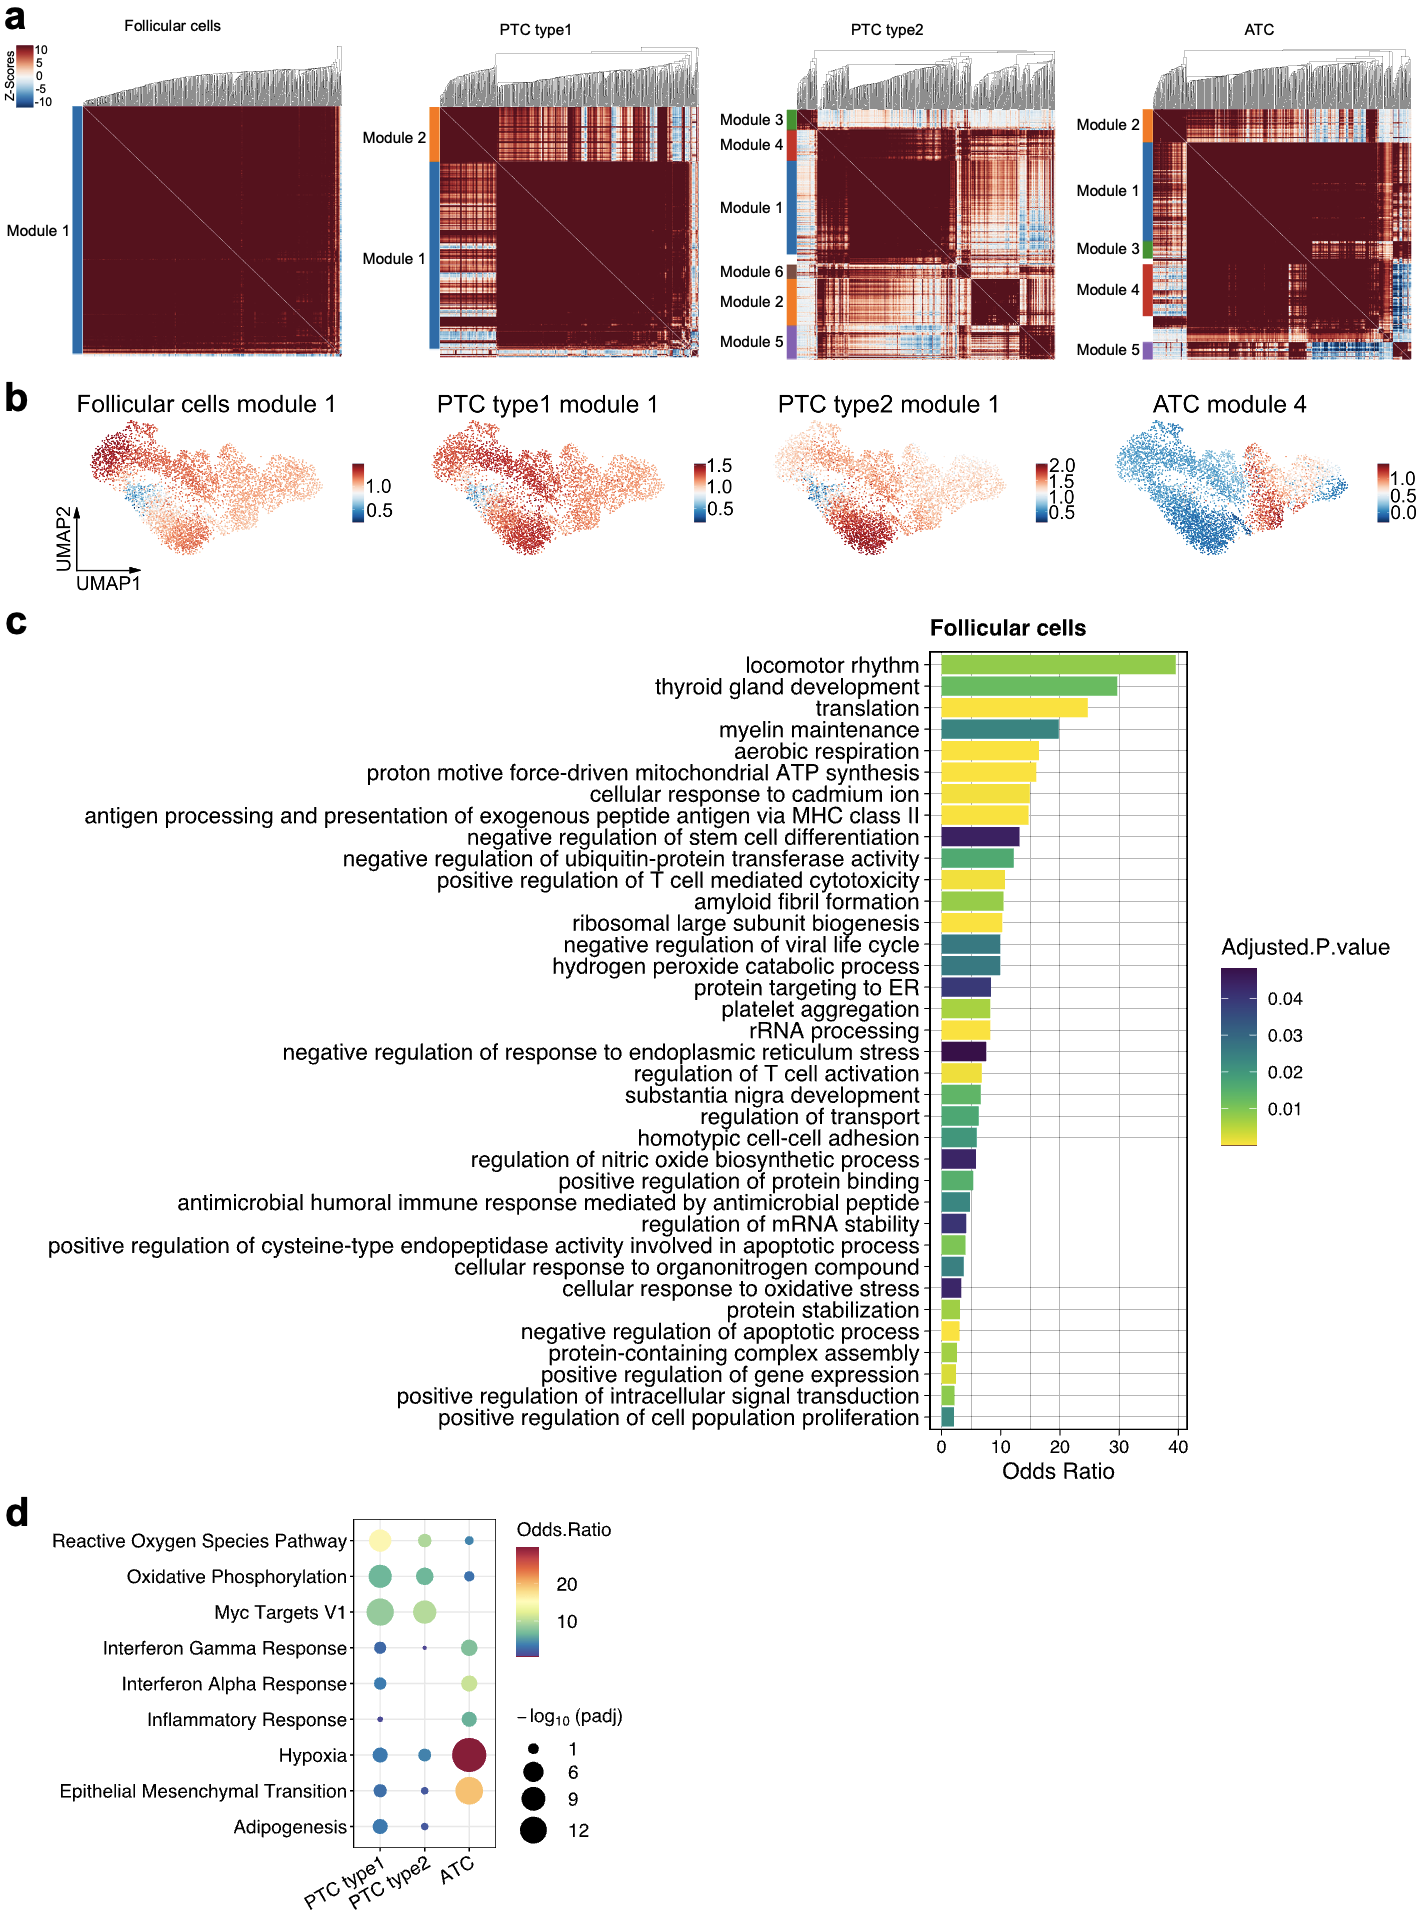 a
Follicular cells
PTC type1
PTC type2
ATC
Z-Scores
10
5
0
-5
-10
Module 1
Module 2
Module 1
Module 3
Module 4
Module 1
Module 6
Module 2
Module 5
Module 2
Module 1
Module 3
Module 4
Module 5
b
Follicular cells module 1
PTC type1 module 1
PTC type2 module 1
ATC module 4
1.0
0.5
1.5
1.0
0.5
2.0
1.5
1.0
0.5
1.0
0.5
0.0
UMAP2
UMAP1
c
Follicular cells
locomotor rhythm
thyroid gland development
translation
myelin maintenance
aerobic respiration
proton motive force-driven mitochondrial ATP synthesis
cellular response to cadmium ion
antigen processing and presentation of exogenous peptide antigen via MHC class II
negative regulation of stem cell differentiation
negative regulation of ubiquitin-protein transferase activity
positive regulation of T cell mediated cytotoxicity
amyloid fibril formation
ribosomal large subunit biogenesis
negative regulation of viral life cycle
hydrogen peroxide catabolic process
protein targeting to ER
platelet aggregation
rRNA processing
negative regulation of response to endoplasmic reticulum stress
regulation of T cell activation
substantia nigra development
regulation of transport
homotypic cell-cell adhesion
regulation of nitric oxide biosynthetic process
positive regulation of protein binding
antimicrobial humoral immune response mediated by antimicrobial peptide
regulation of mRNA stability
positive regulation of cysteine-type endopeptidase activity involved in apoptotic process
cellular response to organonitrogen compound
cellular response to oxidative stress
protein stabilization
negative regulation of apoptotic process
protein-containing complex assembly
positive regulation of gene expression
positive regulation of intracellular signal transduction
positive regulation of cell population proliferation
0 10 20 30 40
Odds Ratio
Adjusted.P.value
0.04
0.03
0.02
0.01
d
Reactive Oxygen Species Pathway
Oxidative Phosphorylation
Myc Targets V1
Interferon Gamma Response
Interferon Alpha Response
Inflammatory Response
Hypoxia
Epithelial Mesenchymal Transition
Adipogenesis
PTC type1
PTC type2
ATC
Odds.Ratio
20
10
−log₁₀ (padj)
1
6
9
12